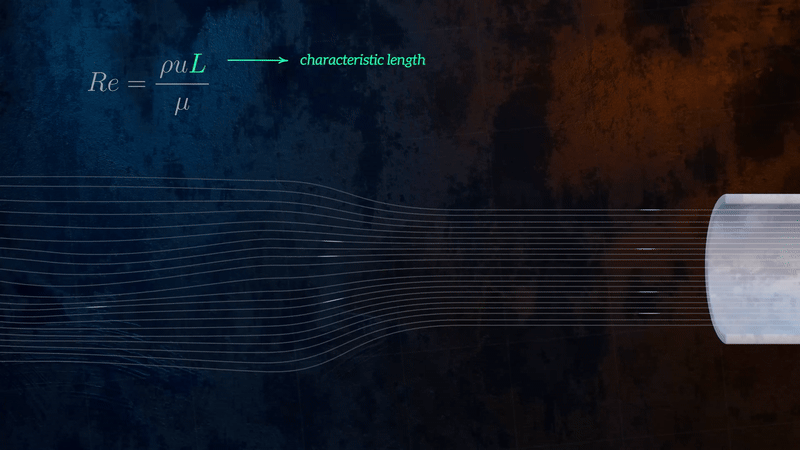 Re = ρuL / μ
characteristic length